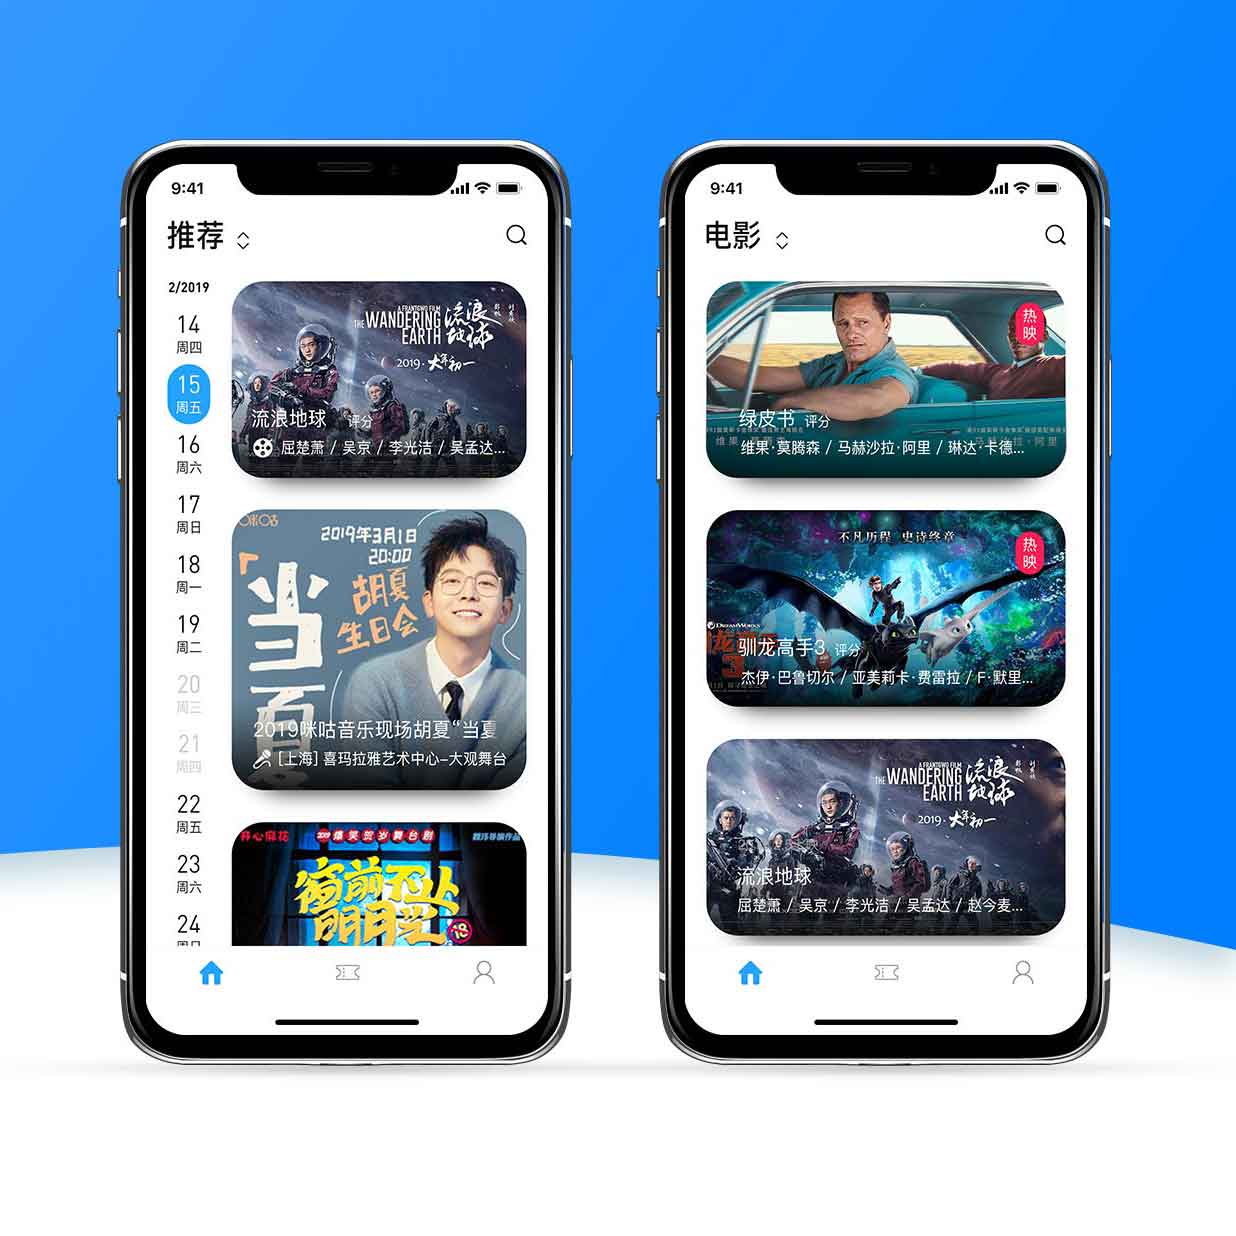 9:41
推荐
2/2019
14
周四
15
周五
16
周六
17
周日
18
周一
19
周二
20
周三
21
周四
22
周五
23
周六
24
A FRANTGWO FILM
THE WANDERING EARTH
流浪地球
2019·大年初一
流浪地球 评分
屈楚萧 / 吴京 / 李光洁 / 吴孟达...
咪咕
2019年3月1日
20:00
胡夏
生日会
「当夏
2019咪咕音乐现场胡夏“当夏
[上海] 喜玛拉雅艺术中心-大观舞台
开心麻花
2019爆笑贺岁舞台剧
窗前不止明月光
18
9:41
电影
热映
绿皮书 评分
维果·莫腾森 / 马赫沙拉·阿里 / 琳达·卡德...
不凡历程 史诗终章
热映
DREAMWORKS
驯龙高手3 评分
杰伊·巴鲁切尔 / 亚美莉卡·费雷拉 / F·默里...
A FRANTGWO FILM
THE WANDERING EARTH
流浪地球
2019·大年初一
流浪地球
屈楚萧 / 吴京 / 李光洁 / 吴孟达 / 赵今麦...